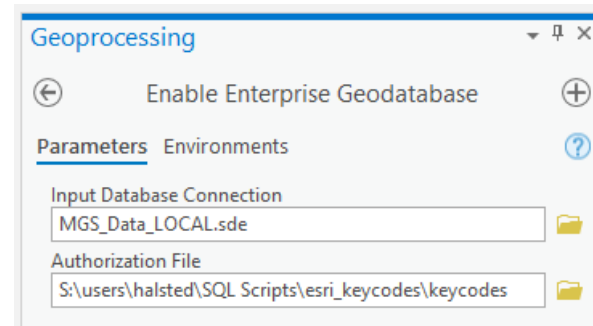 Geoprocessing
Enable Enterprise Geodatabase
Parameters Environments
Input Database Connection
MGS_Data_LOCAL.sde
Authorization File
S:\users\halsted\SQL Scripts\esri_keycodes\keycodes